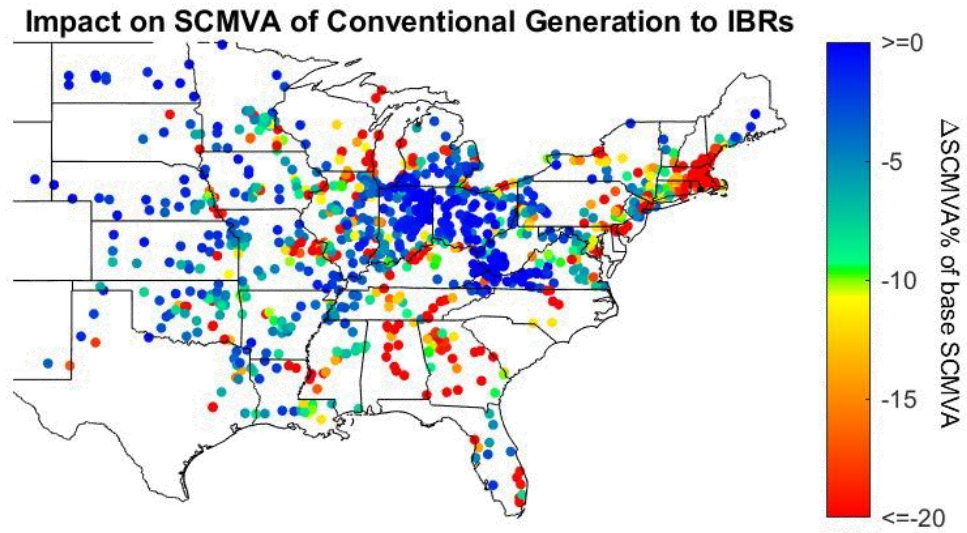 Impact on SCMVA of Conventional Generation to IBRs
>=0
-5
-10
-15
<=-20
ΔSCMVA% of base SCMVA